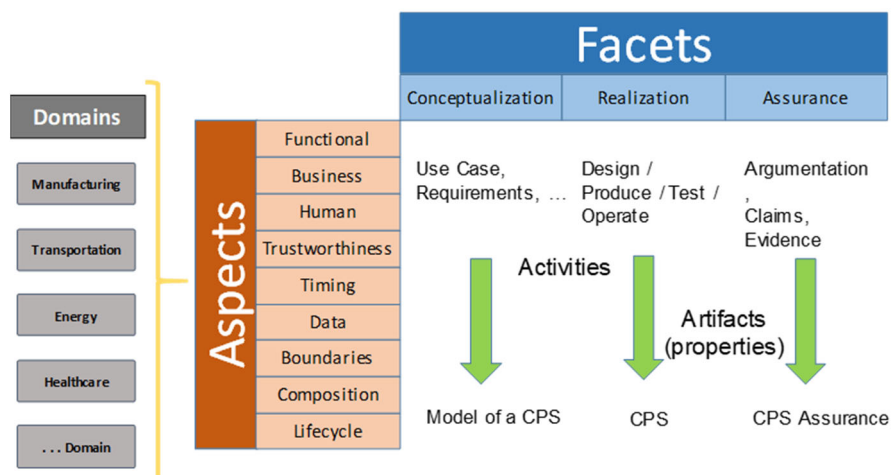 Facets
Conceptualization
Realization
Assurance
Domains
Manufacturing
Transportation
Energy
Healthcare
... Domain
Aspects
Functional
Business
Human
Trustworthiness
Timing
Data
Boundaries
Composition
Lifecycle
Use Case,
Requirements, ...
Design /
Produce / Test /
Operate
Argumentation
,
Claims,
Evidence
Activities
Artifacts
(properties)
Model of a CPS
CPS
CPS Assurance